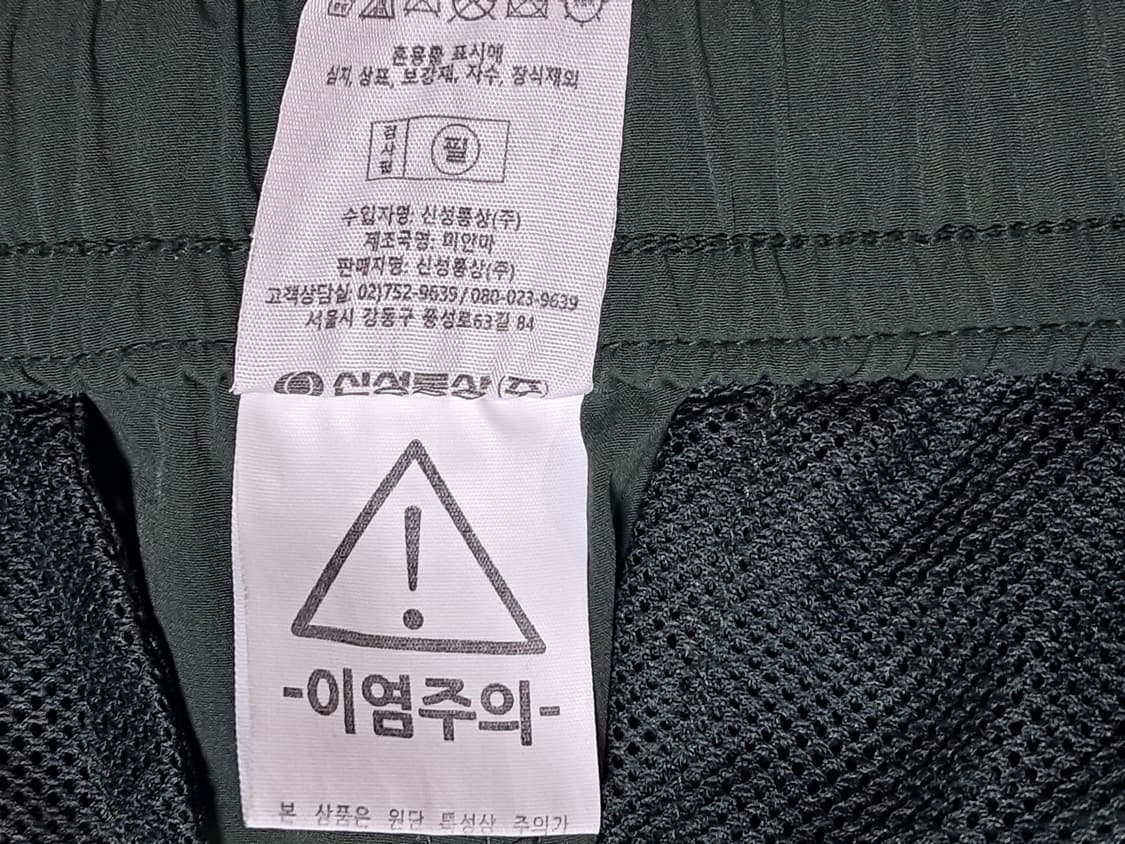 혼용률 표시에
심지, 상표, 보강재, 자수, 장식제외
검사필 필
수입자명: 신성통상(주)
제조국명: 미얀마
판매자명: 신성통상(주)
고객상담실: 02)752-9639 / 080-023-9639
서울시 강동구 풍성로63길 84
신성통상(주)
!
-이염주의-
본 상품은 원단 특성상 주의가